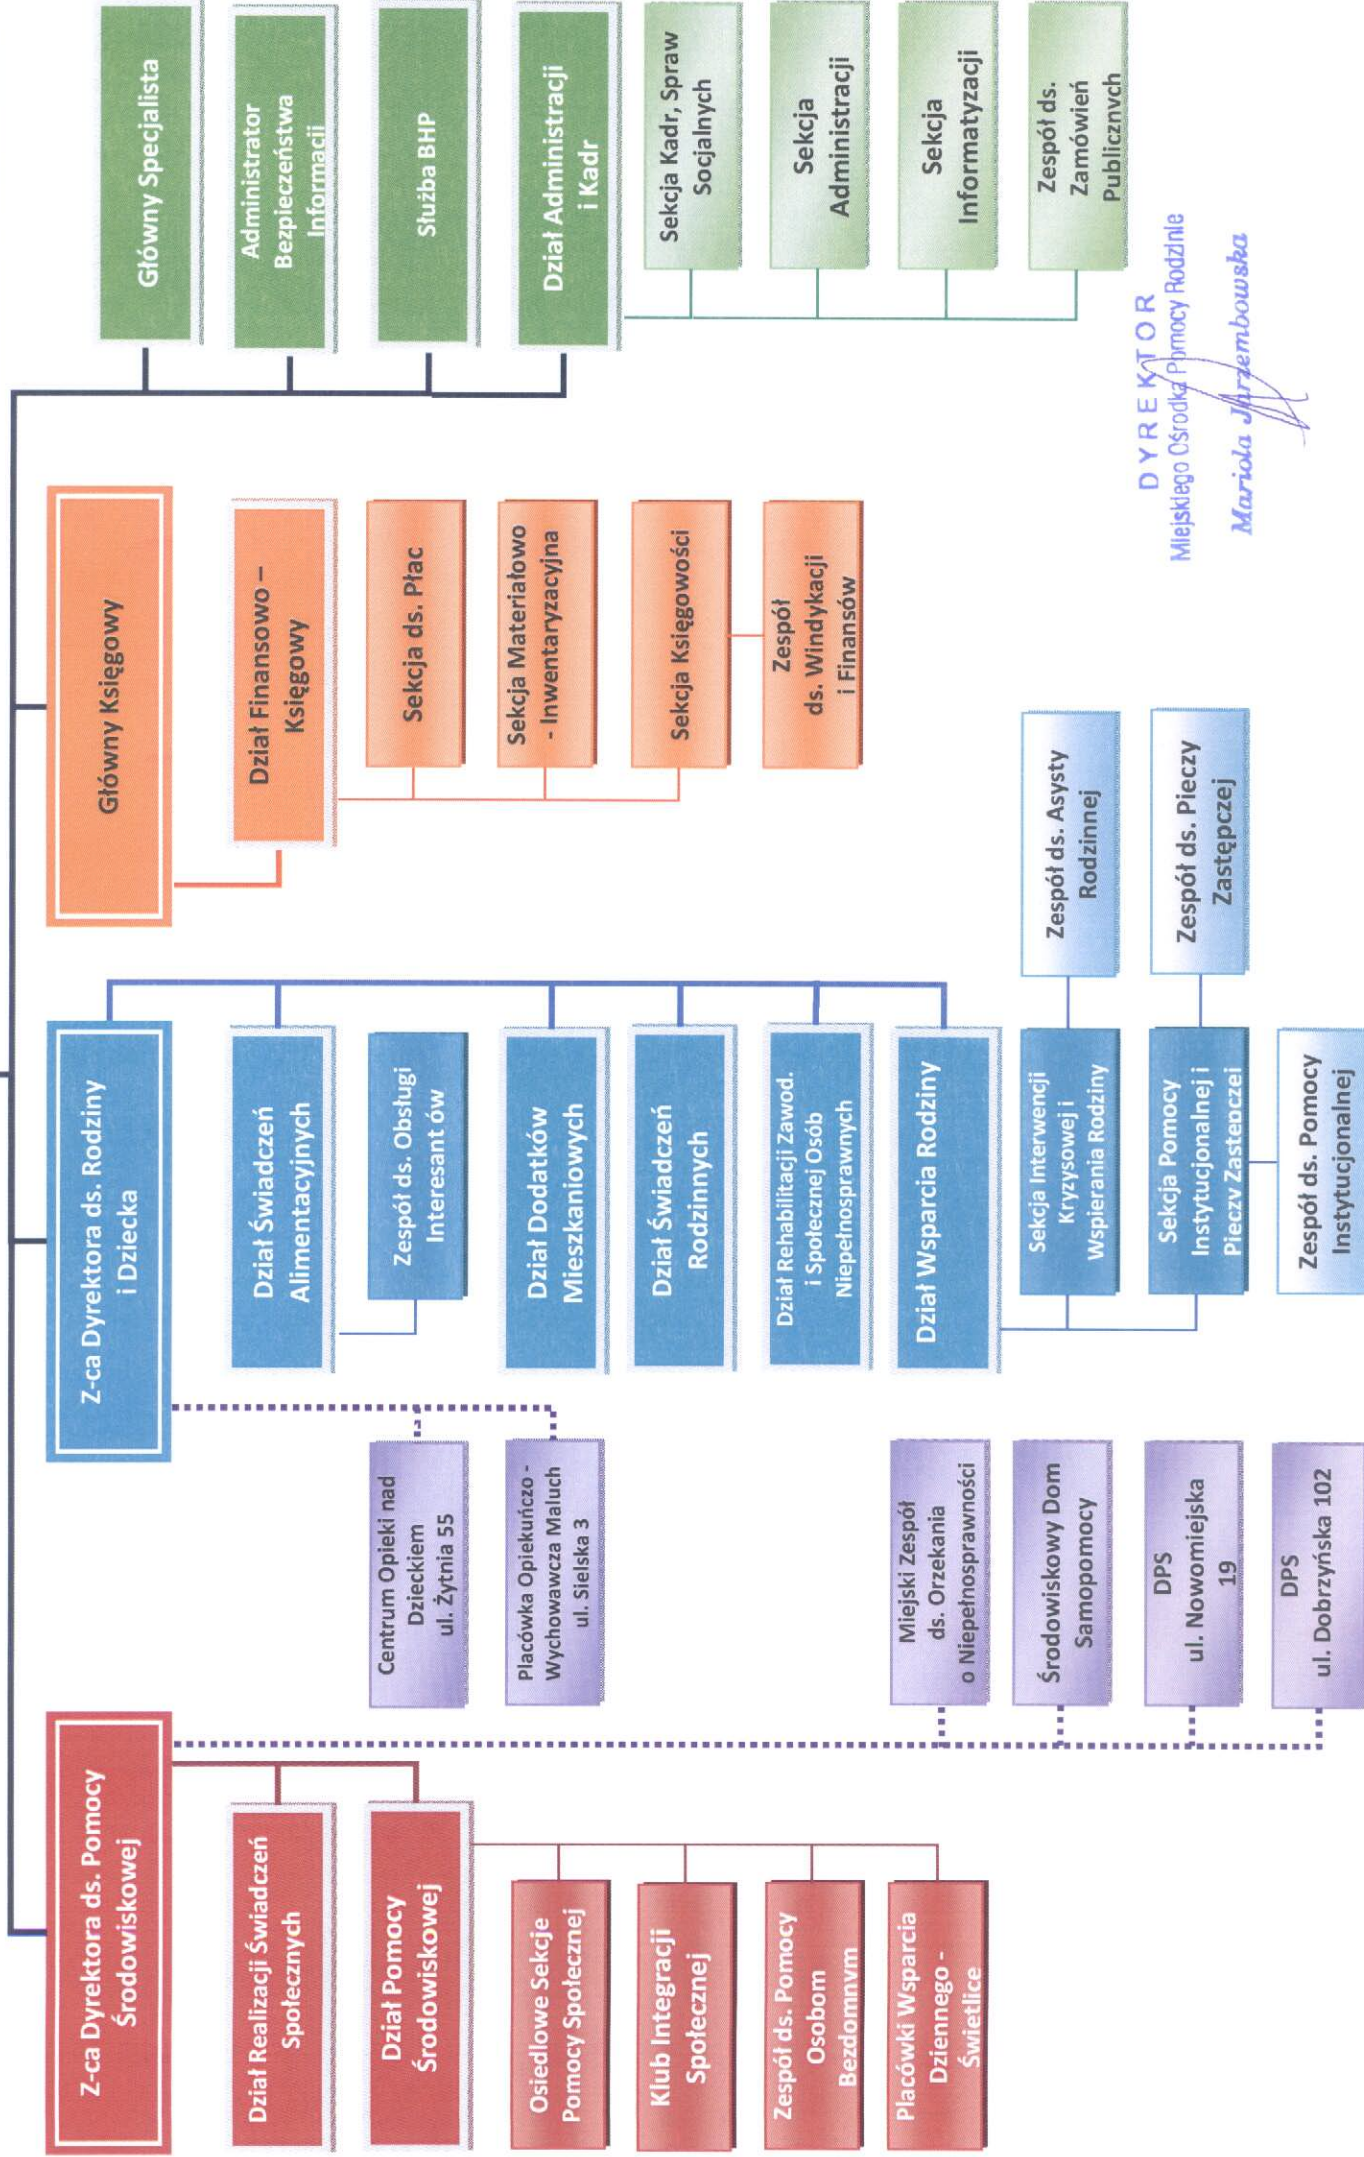 Z-ca Dyrektora ds. Pomocy
Środowiskowej
Dział Realizacji Świadczeń
Społecznych
Dział Pomocy
Środowiskowej
Osiedlowe Sekcje
Pomocy Społecznej
Klub Integracji
Społecznej
Zespół ds. Pomocy
Osobom
Bezdomnym
Placówki Wsparcia
Dziennego -
Świetlice
Z-ca Dyrektora ds. Rodziny
i Dziecka
Centrum Opieki nad
Dzieckiem
ul. Żytnia 55
Placówka Opiekuńczo -
Wychowawcza Maluch
ul. Sielska 3
Miejski Zespół
ds. Orzekania
o Niepełnosprawności
Środowiskowy Dom
Samopomocy
DPS
ul. Nowomiejska
19
DPS
ul. Dobrzyńska 102
Dział Świadczeń
Alimentacyjnych
Zespół ds. Obsługi
Interesant ów
Dział Dodatków
Mieszkaniowych
Dział Świadczeń
Rodzinnych
Dział Rehabilitacji Zawod.
i Społecznej Osób
Niepełnosprawnych
Dział Wsparcia Rodziny
Sekcja Interwencji
Kryzysowej i
Wspierania Rodziny
Zespół ds. Asysty
Rodzinnej
Sekcja Pomocy
Instytucjonalnej i
Pieczy Zastępczej
Zespół ds. Pieczy
Zastępczej
Zespół ds. Pomocy
Instytucjonalnej
Główny Księgowy
Dział Finansowo –
Księgowy
Sekcja ds. Płac
Sekcja Materiałowo
- Inwentaryzacyjna
Sekcja Księgowości
Zespół
ds. Windykacji
i Finansów
Główny Specjalista
Administrator
Bezpieczeństwa
Informacji
Służba BHP
Dział Administracji
i Kadr
Sekcja Kadr, Spraw
Socjalnych
Sekcja
Administracji
Sekcja
Informatyzacji
Zespół ds.
Zamówień
Publicznych
DYREKTOR
Miejskiego Ośrodka Pomocy Rodzinie
Mariola Jarzembowska